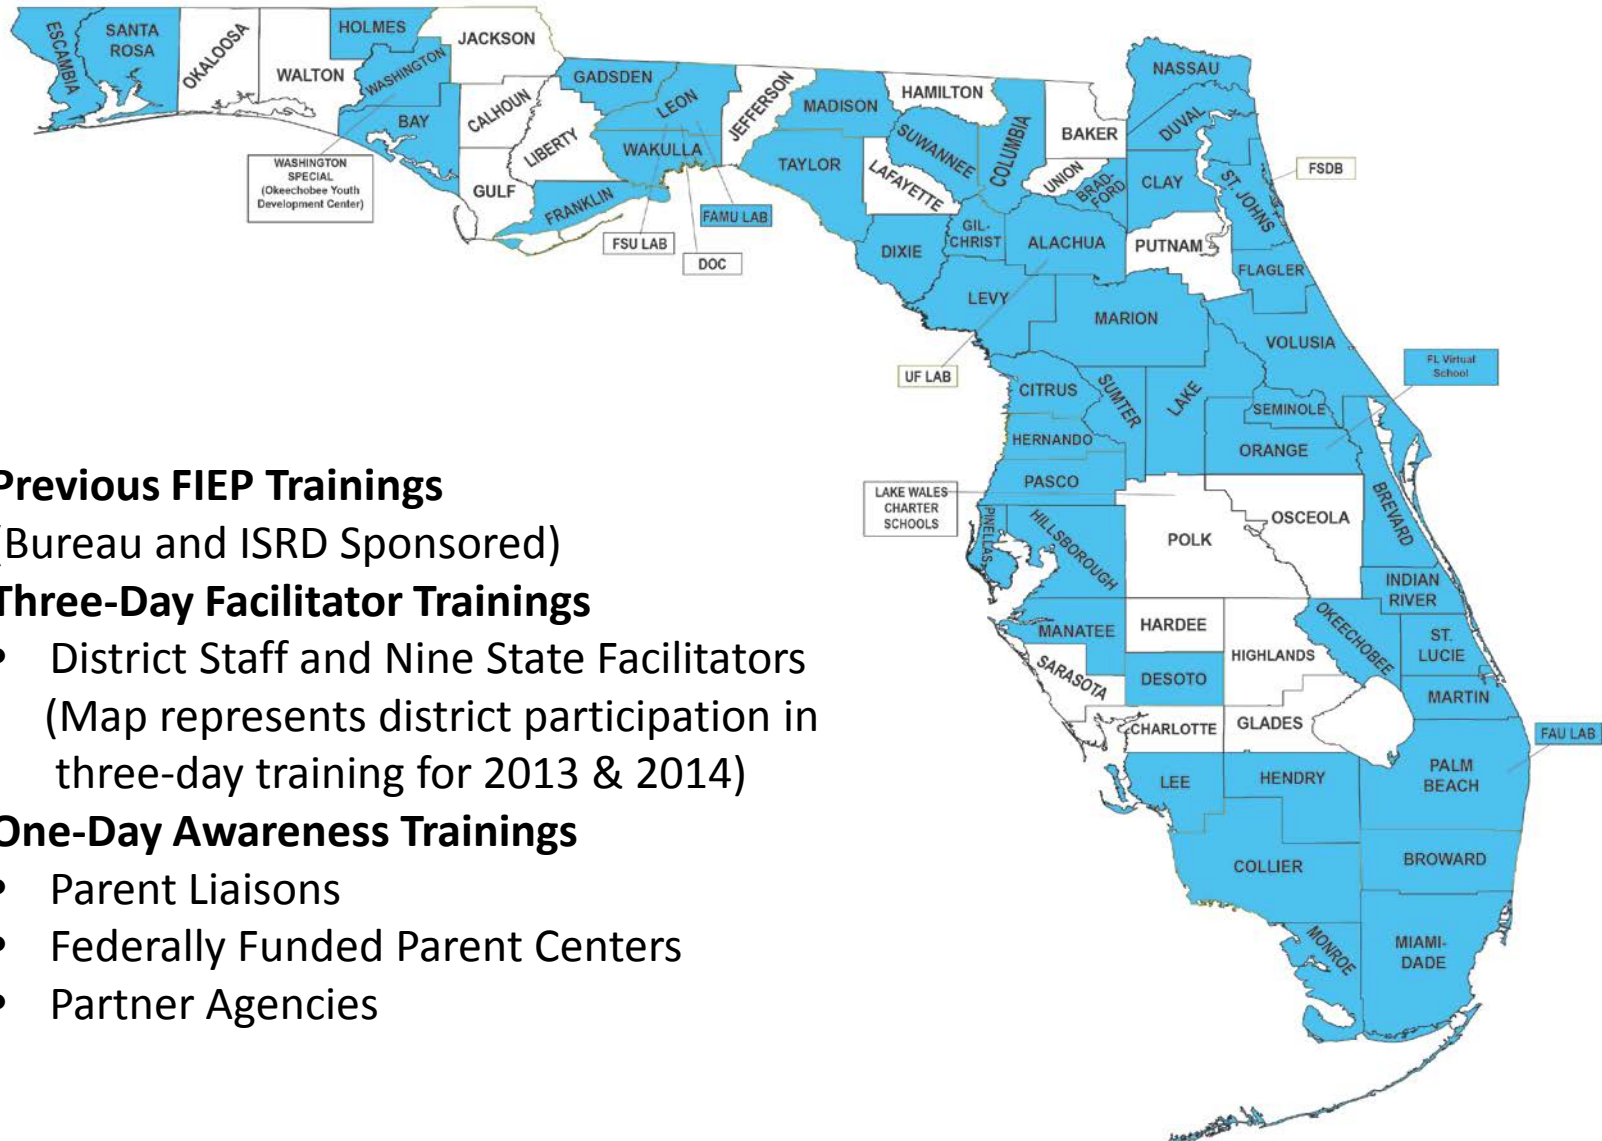 ESCAMBIA
SANTA
ROSA
OKALOOSA
WALTON
HOLMES
WASHINGTON
BAY
JACKSON
CALHOUN
GULF
LIBERTY
GADSDEN
LEON
WAKULLA
FRANKLIN
JEFFERSON
MADISON
TAYLOR
HAMILTON
SUWANNEE
LAFAYETTE
DIXIE
COLUMBIA
GIL-
CHRIST
BAKER
UNION
BRAD-
FORD
ALACHUA
LEVY
NASSAU
DUVAL
CLAY
ST. JOHNS
PUTNAM
FLAGLER
MARION
VOLUSIA
CITRUS
SUMTER
LAKE
SEMINOLE
ORANGE
HERNANDO
PASCO
PINELLAS
HILLSBOROUGH
POLK
OSCEOLA
BREVARD
INDIAN
RIVER
MANATEE
HARDEE
HIGHLANDS
OKEECHOBEE
ST.
LUCIE
SARASOTA
DESOTO
MARTIN
CHARLOTTE
GLADES
LEE
HENDRY
PALM
BEACH
COLLIER
BROWARD
MONROE
MIAMI-
DADE
WASHINGTON
SPECIAL
(Okeechobee Youth
Development Center)
FSU LAB
DOC
FAMU LAB
FSDB
UF LAB
FL Virtual
School
LAKE WALES
CHARTER
SCHOOLS
FAU LAB
Previous FIEP Trainings
(Bureau and ISRD Sponsored)
Three-Day Facilitator Trainings
• District Staff and Nine State Facilitators
(Map represents district participation in
three-day training for 2013 & 2014)
One-Day Awareness Trainings
• Parent Liaisons
• Federally Funded Parent Centers
• Partner Agencies